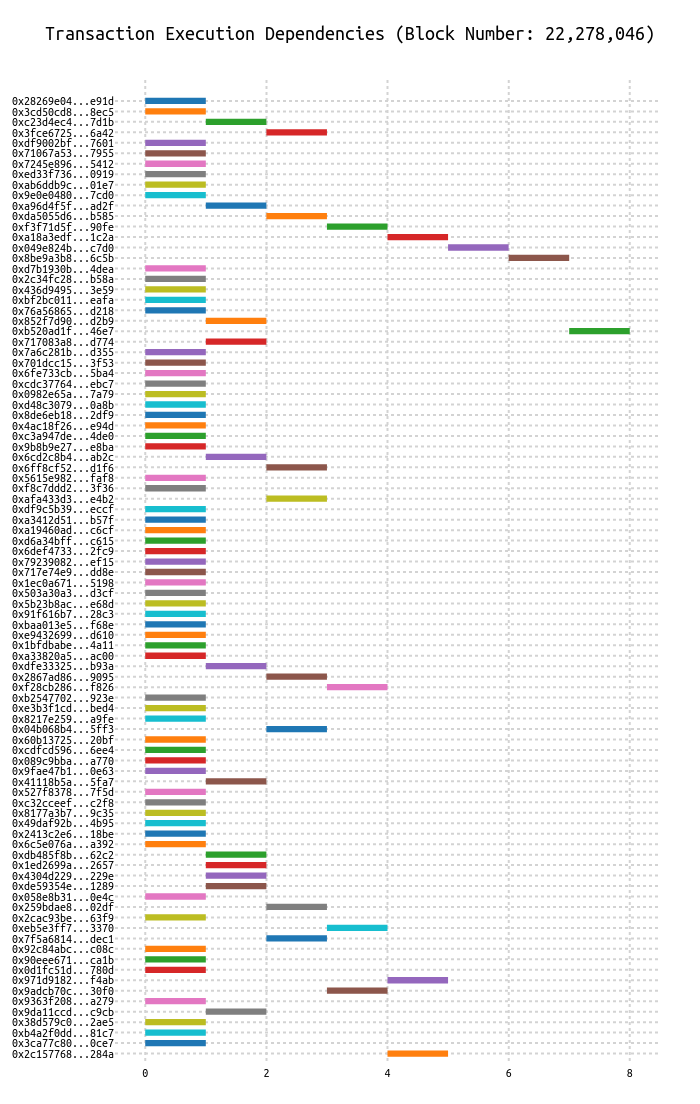 Transaction Execution Dependencies (Block Number: 22,278,046)
0x28269e04...e91d
0x3cd50cd8...8ec5
0xc23d4ec4...7d1b
0x3fce6725...6a42
0xdf9002bf...7601
0x71067a53...7955
0x7245e896...5412
0xed33f736...0919
0xab6ddb9c...01e7
0x9e0e0480...7cd0
0xa96d4f5f...ad2f
0xda5055d6...b585
0xf3f71d5f...90fe
0xa18a3edf...1c2a
0x049e824b...c7d0
0x8be9a3b8...6c5b
0xd7b1930b...4dea
0x2c34fc28...b58a
0x436d9495...3e59
0xbf2bc011...eafa
0x76a56865...d218
0x852f7d90...d2b9
0xb520ad1f...46e7
0x717083a8...d774
0x7a6c281b...d355
0x701dcc15...3f53
0x6fe733cb...5ba4
0xcdc37764...ebc7
0x0982e65a...7a79
0xd48c3079...0a8b
0x8de6eb18...2df9
0x4ac18f26...e94d
0xc3a947de...4de0
0x9b8b9e27...e8ba
0x6cd2c8b4...ab2c
0x6ff8cf52...d1f6
0x5615e982...faf8
0xf8c7ddd2...3f36
0xafa433d3...e4b2
0xdf9c5b39...eccf
0xa3412d51...b57f
0xa19460ad...c6cf
0xd6a34bff...c615
0x6def4733...2fc9
0x79239082...ef15
0x717e74e9...dd8e
0x1ec0a671...5198
0x503a30a3...d3cf
0x5b23b8ac...e68d
0x91f616b7...28c3
0xbaa013e5...f68e
0xe9432699...d610
0x1bfdbabe...4a11
0xa33820a5...ac00
0xdfe33325...b93a
0x2867ad86...9095
0xf28cb286...f826
0xb2547702...923e
0xe3b3f1cd...bed4
0x8217e259...a9fe
0x04b068b4...5ff3
0x60b13725...20bf
0xcdfcd596...6ee4
0x089c9bba...a770
0x9fae47b1...0e63
0x41118b5a...5fa7
0x527f8378...7f5d
0xc32cceef...c2f8
0x8177a3b7...9c35
0x49daf92b...4b95
0x2413c2e6...18be
0x6c5e076a...a392
0xdb485f8b...62c2
0x1ed2699a...2657
0x4304d229...229e
0xde59354e...1289
0x058e8b31...0e4c
0x259bdae8...02df
0x2cac93be...63f9
0xeb5e3ff7...3370
0x7f5a6814...dec1
0x92c84abc...c08c
0x90eee671...ca1b
0x0d1fc51d...780d
0x971d9182...f4ab
0x9adcb70c...30f0
0x9363f208...a279
0x9da11ccd...c9cb
0x38d579c0...2ae5
0xb4a2f0dd...81c7
0x3ca77c80...0ce7
0x2c157768...284a
0 2 4 6 8